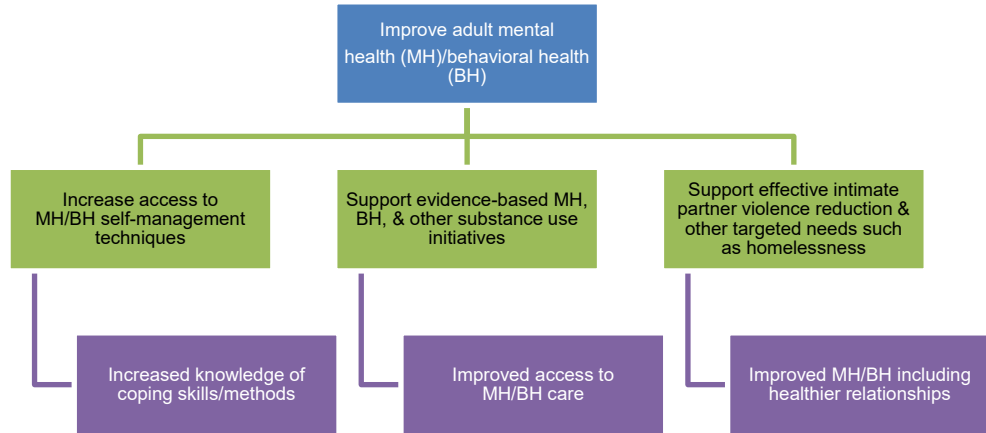 Improve adult mental
health (MH)/behavioral health
(BH)
Increase access to
MH/BH self-management
techniques
Support evidence-based MH,
BH, & other substance use
initiatives
Support effective intimate
partner violence reduction &
other targeted needs such
as homelessness
Increased knowledge of
coping skills/methods
Improved access to
MH/BH care
Improved MH/BH including
healthier relationships